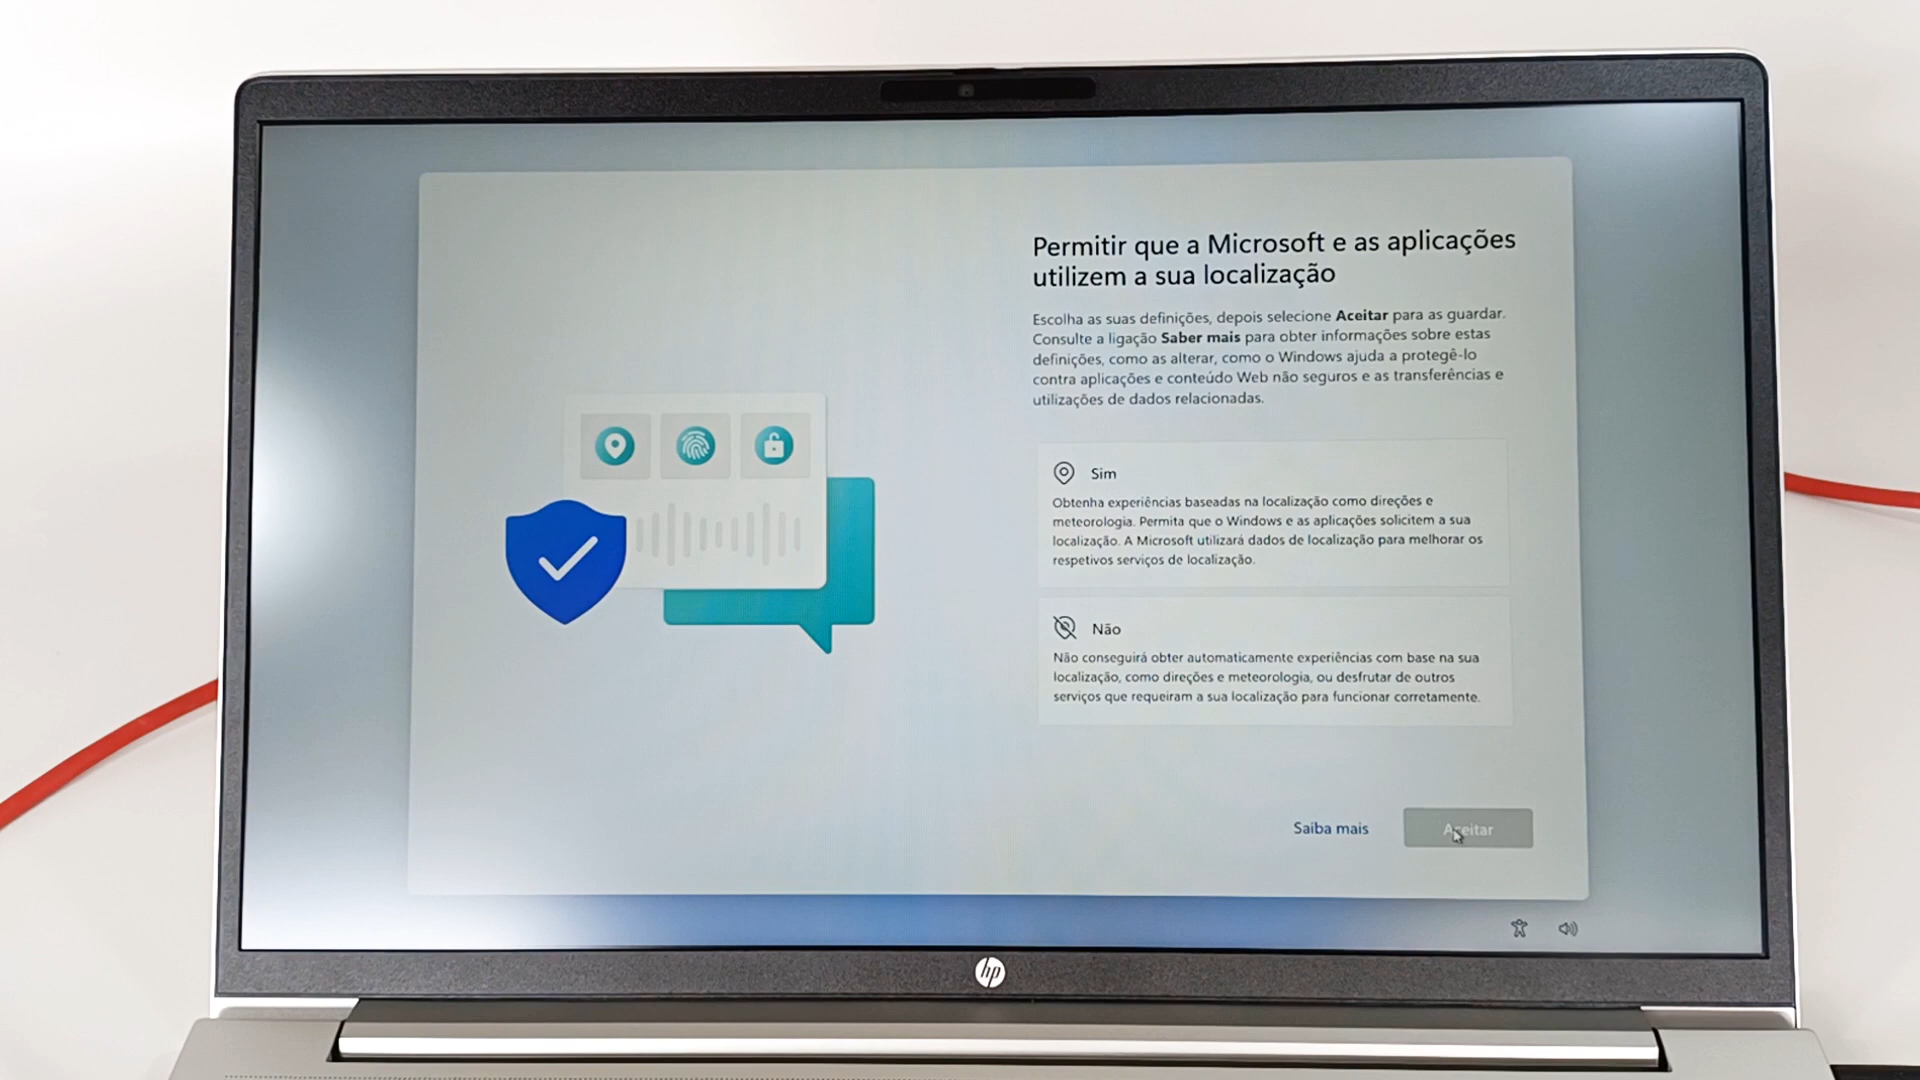 Permitir que a Microsoft e as aplicações
utilizem a sua localização
Escolha as suas definições, depois selecione Aceitar para as guardar.
Consulte a ligação Saber mais para obter informações sobre estas
definições, como as alterar, como o Windows ajuda a protegê-lo
contra aplicações e conteúdo Web não seguros e as transferências e
utilizações de dados relacionadas.
Sim
Obtenha experiências baseadas na localização como direções e
meteorologia. Permita que o Windows e as aplicações solicitem a sua
localização. A Microsoft utilizará dados de localização para melhorar os
respetivos serviços de localização.
Não
Não conseguirá obter automaticamente experiências com base na sua
localização, como direções e meteorologia, ou desfrutar de outros
serviços que requeiram a sua localização para funcionar corretamente.
Saiba mais
Aceitar
hp